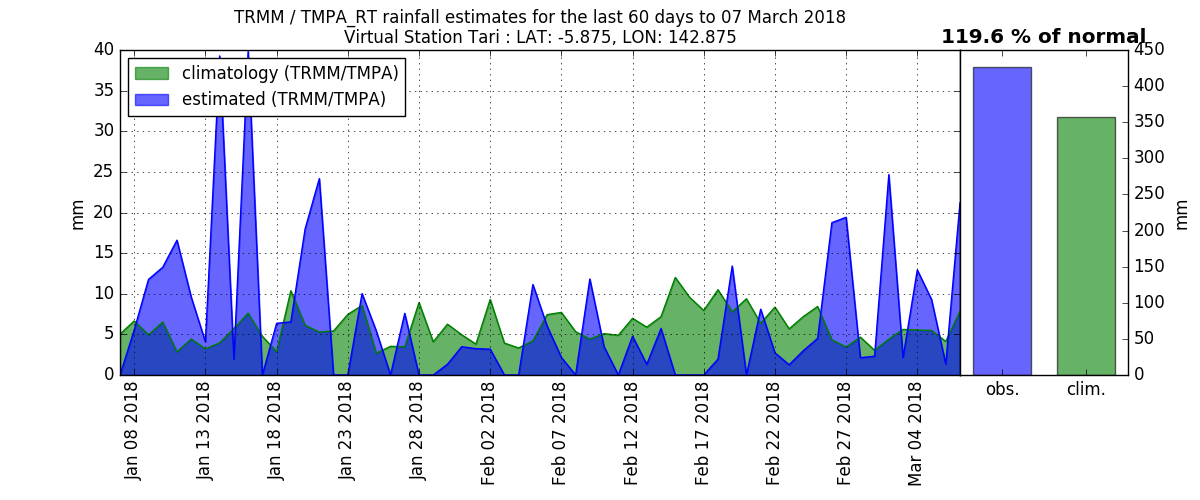 TRMM / TMPA_RT rainfall estimates for the last 60 days to 07 March 2018
Virtual Station Tari : LAT: -5.875, LON: 142.875
119.6 % of normal
climatology (TRMM/TMPA)
estimated (TRMM/TMPA)
40
35
30
25
20
15
10
5
0
mm
450
400
350
300
250
200
150
100
50
0
mm
obs.
clim.
Jan 08 2018
Jan 13 2018
Jan 18 2018
Jan 23 2018
Jan 28 2018
Feb 02 2018
Feb 07 2018
Feb 12 2018
Feb 17 2018
Feb 22 2018
Feb 27 2018
Mar 04 2018